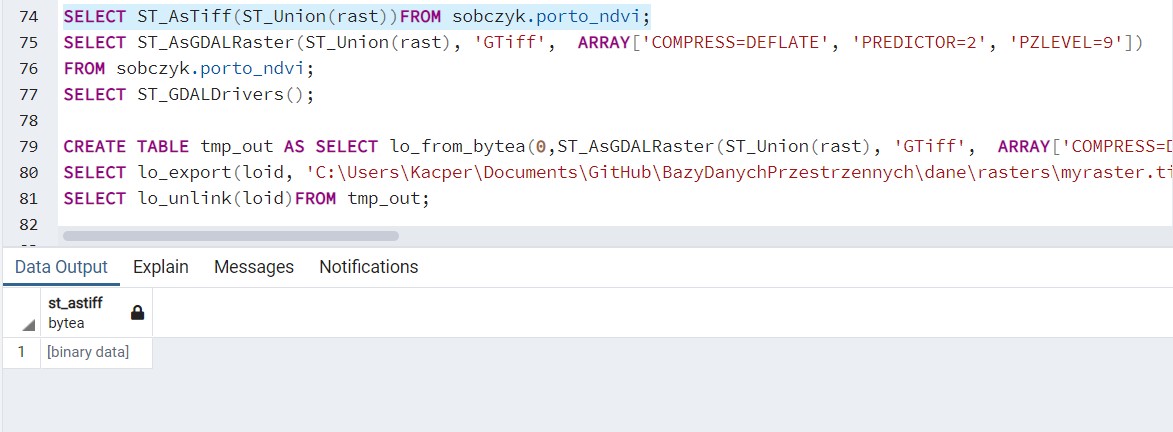 74 SELECT ST_AsTiff(ST_Union(rast))FROM sobczyk.porto_ndvi;
75 SELECT ST_AsGDALRaster(ST_Union(rast), 'GTiff',  ARRAY['COMPRESS=DEFLATE', 'PREDICTOR=2', 'PZLEVEL=9'])
76 FROM sobczyk.porto_ndvi;
77 SELECT ST_GDALDrivers();
78
79 CREATE TABLE tmp_out AS SELECT lo_from_bytea(0,ST_AsGDALRaster(ST_Union(rast), 'GTiff',  ARRAY['COMPRESS=D
80 SELECT lo_export(loid, 'C:\Users\Kacper\Documents\GitHub\BazyDanychPrzestrzennych\dane\rasters\myraster.ti
81 SELECT lo_unlink(loid)FROM tmp_out;
82
Data Output Explain Messages Notifications
st_astiff
bytea
1 [binary data]